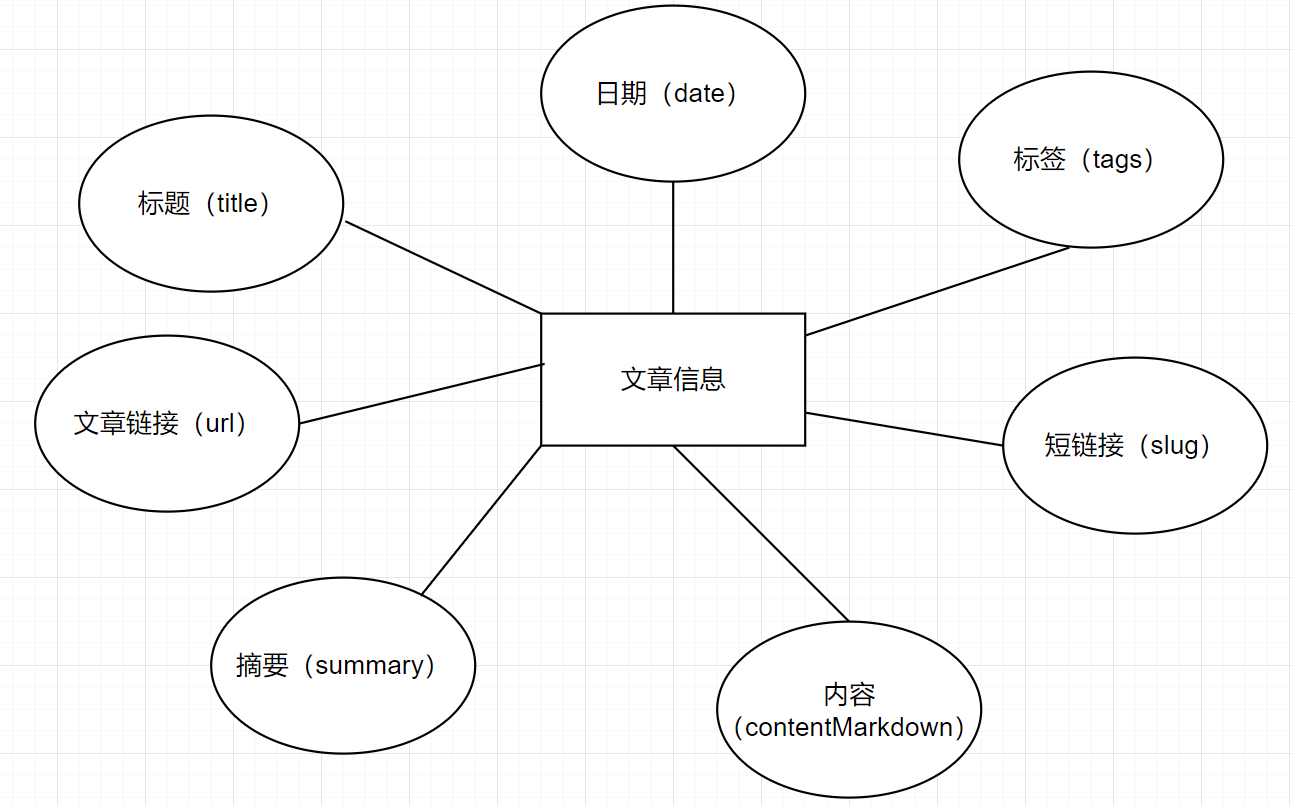 日期（date）
标签（tags）
标题（title）
文章信息
文章链接（url）
短链接（slug）
摘要（summary）
内容
（contentMarkdown）